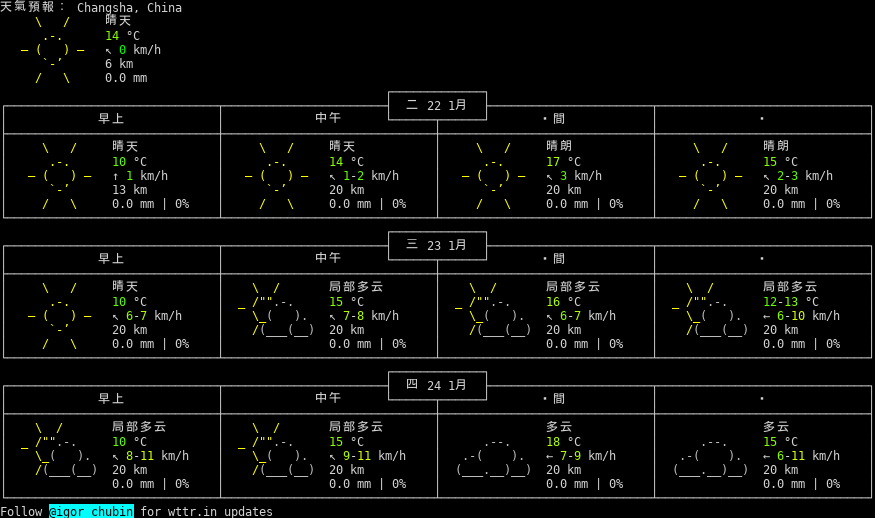 天氣預報： Changsha, China
晴天
14 °C
↖ 0 km/h
6 km
0.0 mm
二 22 1月
早上 中午 ・間 ・
晴天 晴天 晴朗 晴朗
10 °C 14 °C 17 °C 15 °C
↑ 1 km/h ↖ 1-2 km/h ↖ 3 km/h ↖ 2-3 km/h
13 km 20 km 20 km 20 km
0.0 mm | 0% 0.0 mm | 0% 0.0 mm | 0% 0.0 mm | 0%
三 23 1月
早上 中午 ・間 ・
晴天 局部多云 局部多云 局部多云
10 °C 15 °C 16 °C 12-13 °C
↖ 6-7 km/h ↖ 7-8 km/h ↖ 6-7 km/h ← 6-10 km/h
20 km 20 km 20 km 20 km
0.0 mm | 0% 0.0 mm | 0% 0.0 mm | 0% 0.0 mm | 0%
四 24 1月
早上 中午 ・間 ・
局部多云 局部多云 多云 多云
10 °C 15 °C 18 °C 15 °C
↖ 8-11 km/h ↖ 9-11 km/h ← 7-9 km/h ← 6-11 km/h
20 km 20 km 20 km 20 km
0.0 mm | 0% 0.0 mm | 0% 0.0 mm | 0% 0.0 mm | 0%
Follow @igor_chubin for wttr.in updates